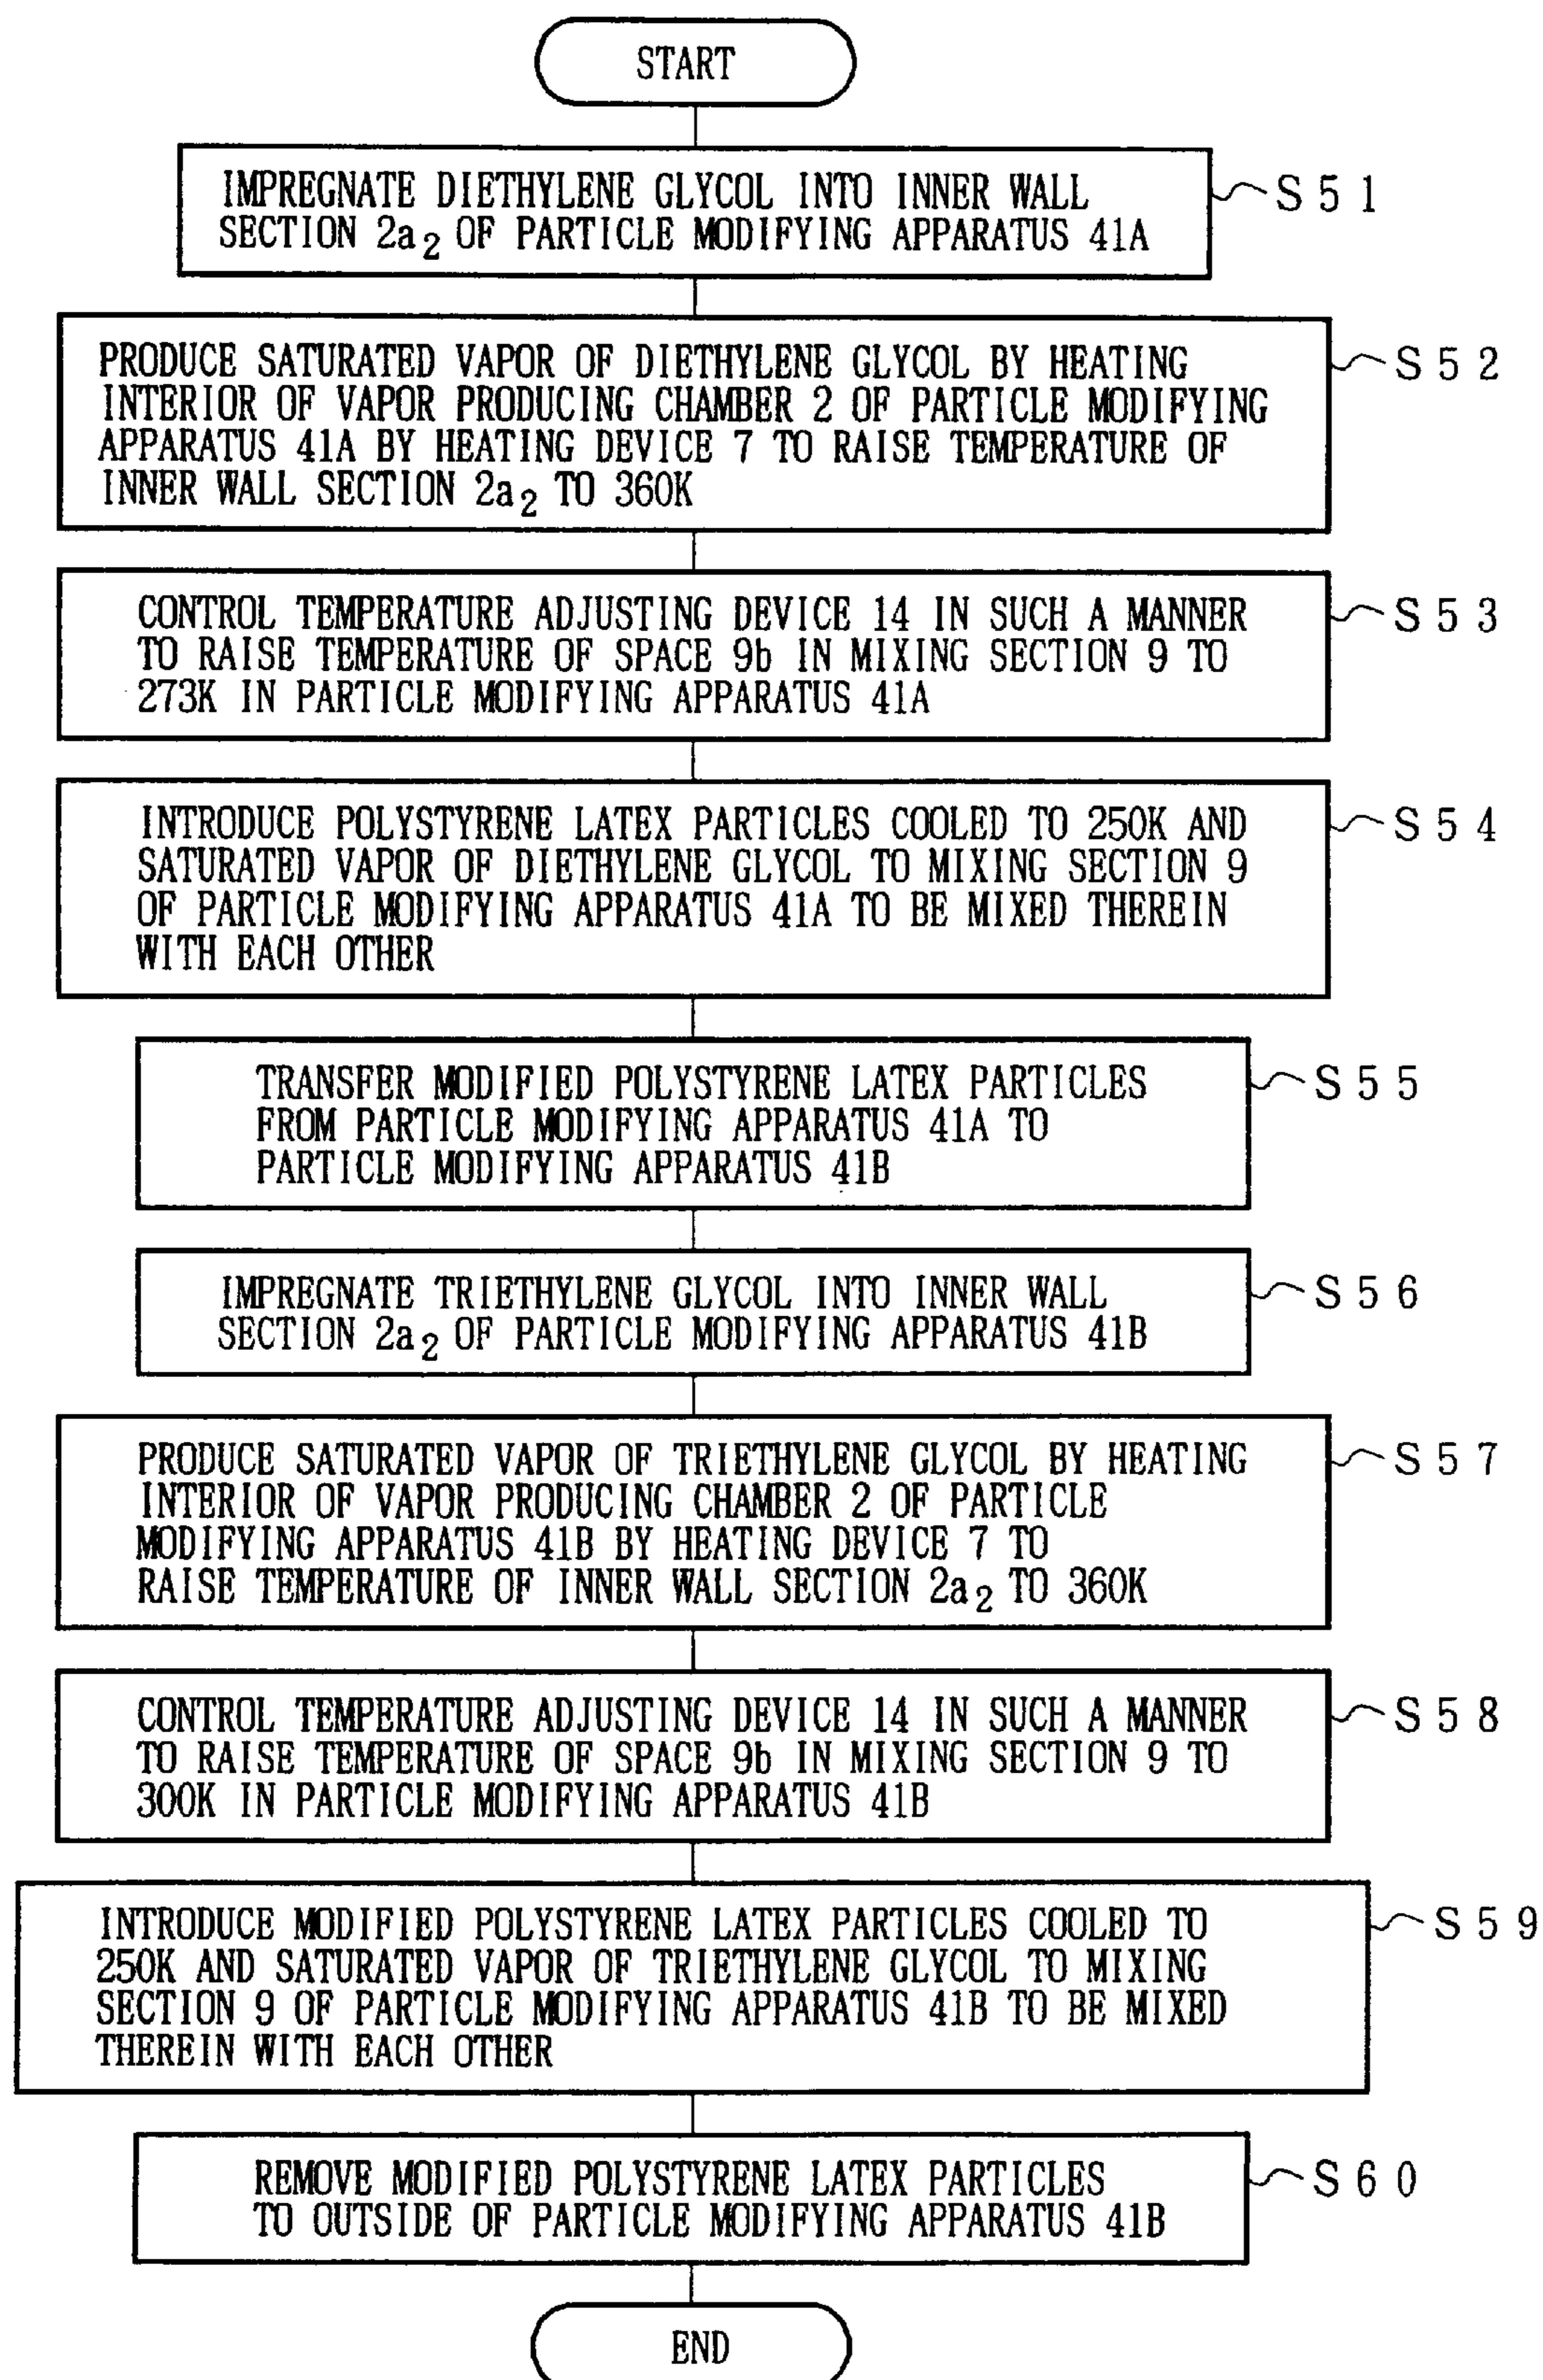 START
IMPREGNATE DIETHYLENE GLYCOL INTO INNER WALL
SECTION 2a2 OF PARTICLE MODIFYING APPARATUS 41A
S51
PRODUCE SATURATED VAPOR OF DIETHYLENE GLYCOL BY HEATING
INTERIOR OF VAPOR PRODUCING CHAMBER 2 OF PARTICLE MODIFYING
APPARATUS 41A BY HEATING DEVICE 7 TO RAISE TEMPERATURE OF
INNER WALL SECTION 2a2 TO 360K
S52
CONTROL TEMPERATURE ADJUSTING DEVICE 14 IN SUCH A MANNER
TO RAISE TEMPERATURE OF SPACE 9b IN MIXING SECTION 9 TO
273K IN PARTICLE MODIFYING APPARATUS 41A
S53
INTRODUCE POLYSTYRENE LATEX PARTICLES COOLED TO 250K AND
SATURATED VAPOR OF DIETHYLENE GLYCOL TO MIXING SECTION 9
OF PARTICLE MODIFYING APPARATUS 41A TO BE MIXED THEREIN
WITH EACH OTHER
S54
TRANSFER MODIFIED POLYSTYRENE LATEX PARTICLES
FROM PARTICLE MODIFYING APPARATUS 41A TO
PARTICLE MODIFYING APPARATUS 41B
S55
IMPREGNATE TRIETHYLENE GLYCOL INTO INNER WALL
SECTION 2a2 OF PARTICLE MODIFYING APPARATUS 41B
S56
PRODUCE SATURATED VAPOR OF TRIETHYLENE GLYCOL BY HEATING
INTERIOR OF VAPOR PRODUCING CHAMBER 2 OF PARTICLE
MODIFYING APPARATUS 41B BY HEATING DEVICE 7 TO
RAISE TEMPERATURE OF INNER WALL SECTION 2a2 TO 360K
S57
CONTROL TEMPERATURE ADJUSTING DEVICE 14 IN SUCH A MANNER
TO RAISE TEMPERATURE OF SPACE 9b IN MIXING SECTION 9 TO
300K IN PARTICLE MODIFYING APPARATUS 41B
S58
INTRODUCE MODIFIED POLYSTYRENE LATEX PARTICLES COOLED TO
250K AND SATURATED VAPOR OF TRIETHYLENE GLYCOL TO MIXING
SECTION 9 OF PARTICLE MODIFYING APPARATUS 41B TO BE MIXED
THEREIN WITH EACH OTHER
S59
REMOVE MODIFIED POLYSTYRENE LATEX PARTICLES
TO OUTSIDE OF PARTICLE MODIFYING APPARATUS 41B
S60
END